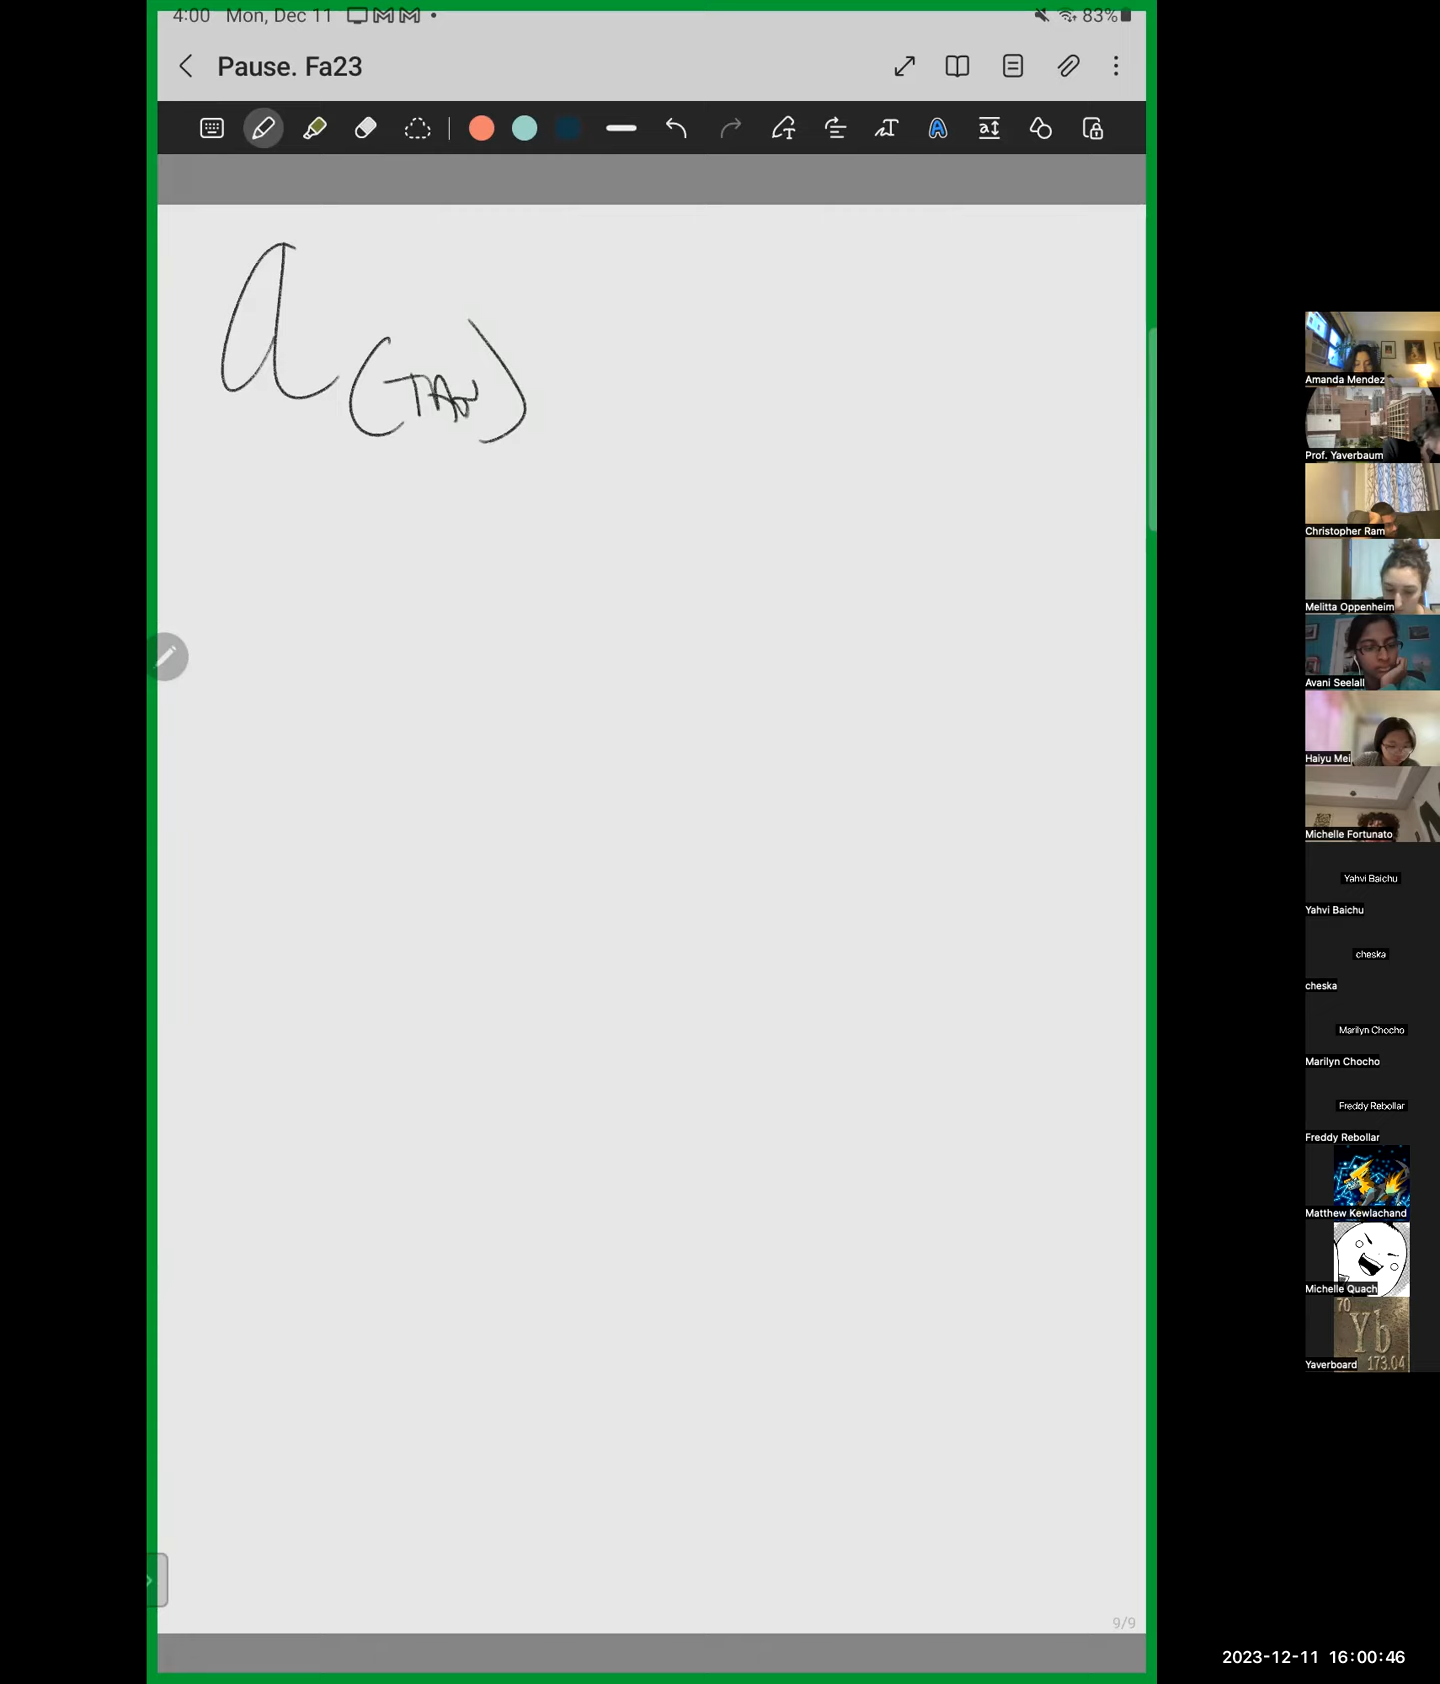 4:00 Mon, Dec 11 83%
Pause. Fa23
a(TAN)
Amanda Mendez
Prof. Yaverbaum
Christopher Ram
Melitta Oppenheim
Avani Seelall
Haiyu Mei
Michelle Fortunato
Yahvi Baichu
Yahvi Baichu
cheska
cheska
Marilyn Chocho
Marilyn Chocho
Freddy Rebollar
Freddy Rebollar
Matthew Kewlachand
Michelle Quach
70
Yb
Yaverboard 173.04
9/9
2023-12-11 16:00:46